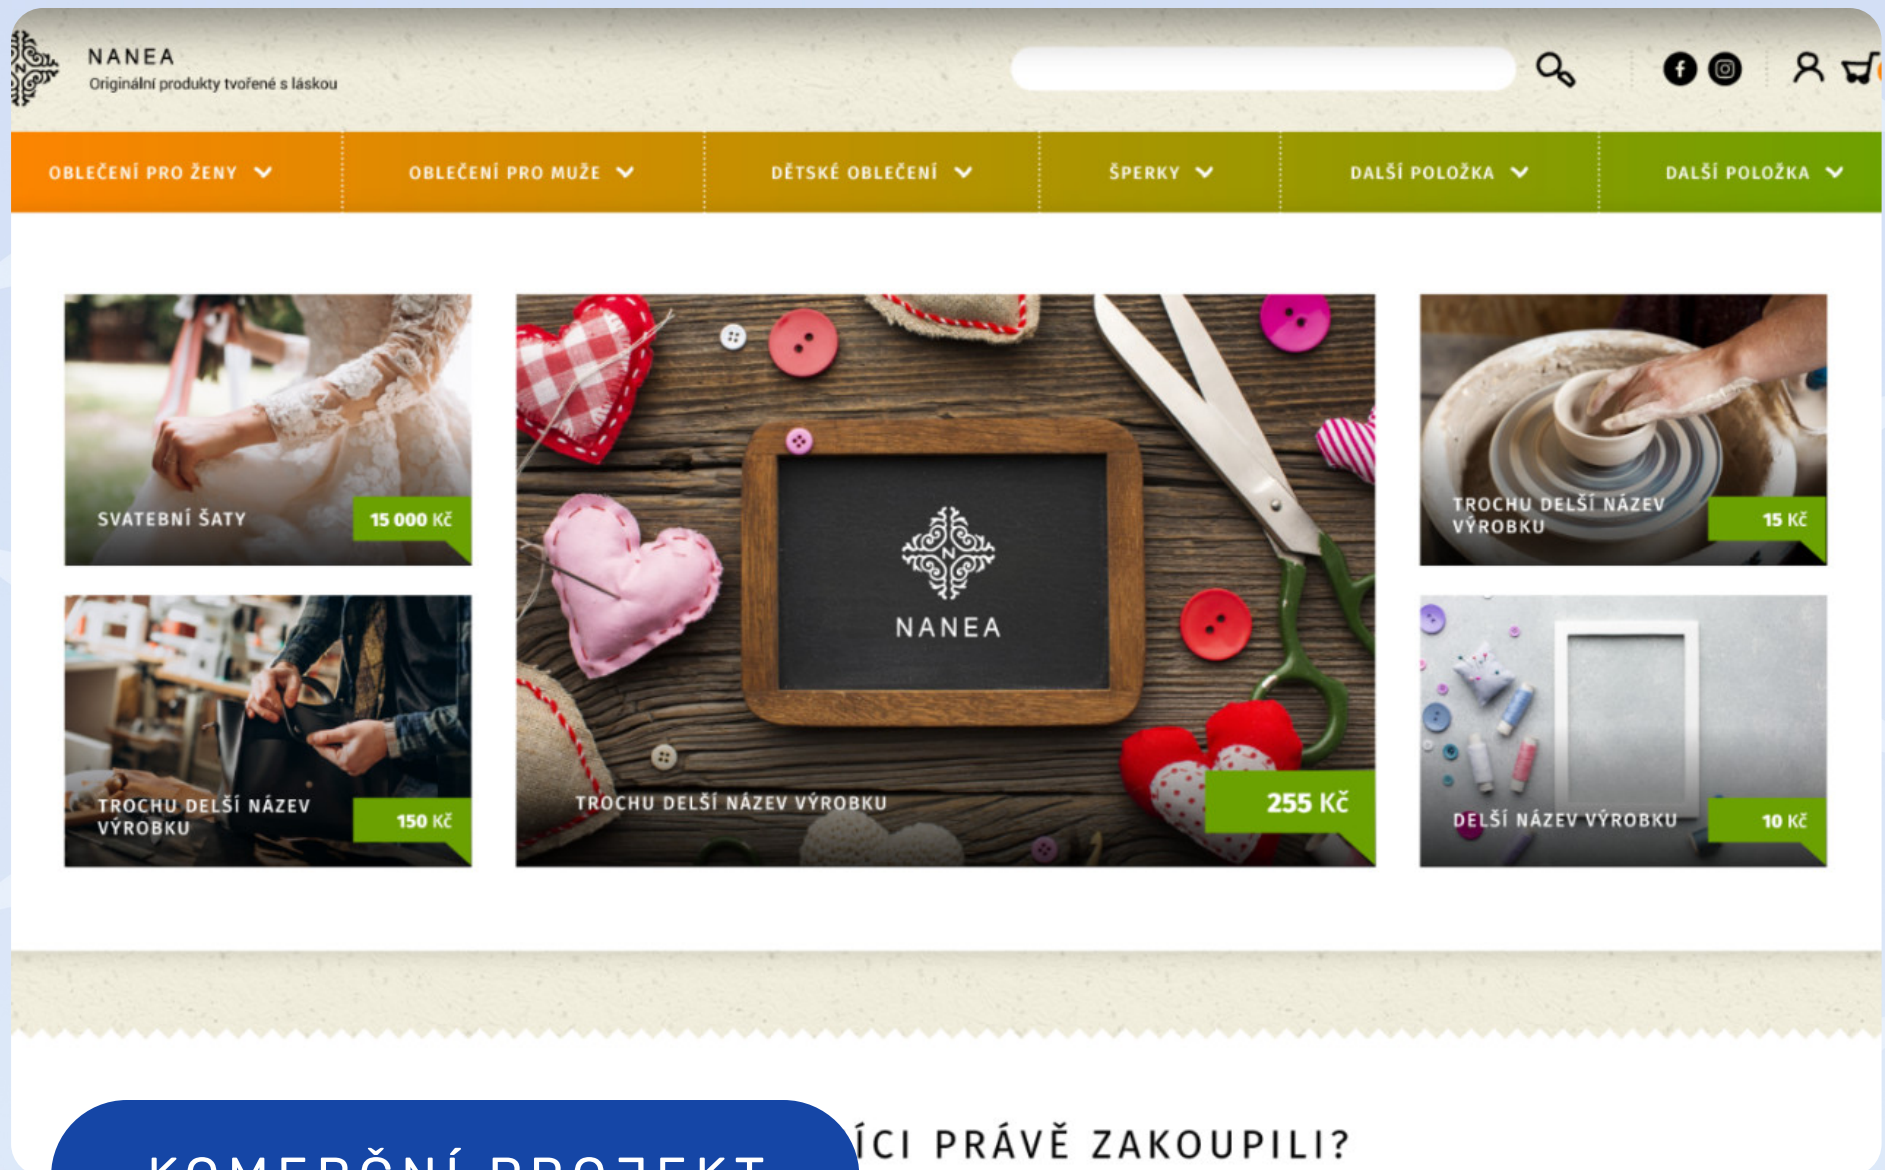 NANEA
Originální produkty tvořené s láskou
OBLEČENÍ PRO ŽENY
OBLEČENÍ PRO MUŽE
DĚTSKÉ OBLEČENÍ
ŠPERKY
DALŠÍ POLOŽKA
DALŠÍ POLOŽKA
SVATEBNÍ ŠATY
15 000 Kč
TROCHU DELŠÍ NÁZEV
VÝROBKU
150 Kč
N
NANEA
TROCHU DELŠÍ NÁZEV VÝROBKU
255 Kč
TROCHU DELŠÍ NÁZEV
VÝROBKU
15 Kč
DELŠÍ NÁZEV VÝROBKU
10 Kč
PRÁVĚ ZAKOUPILI?
KOMERČNÍ PROJEKT